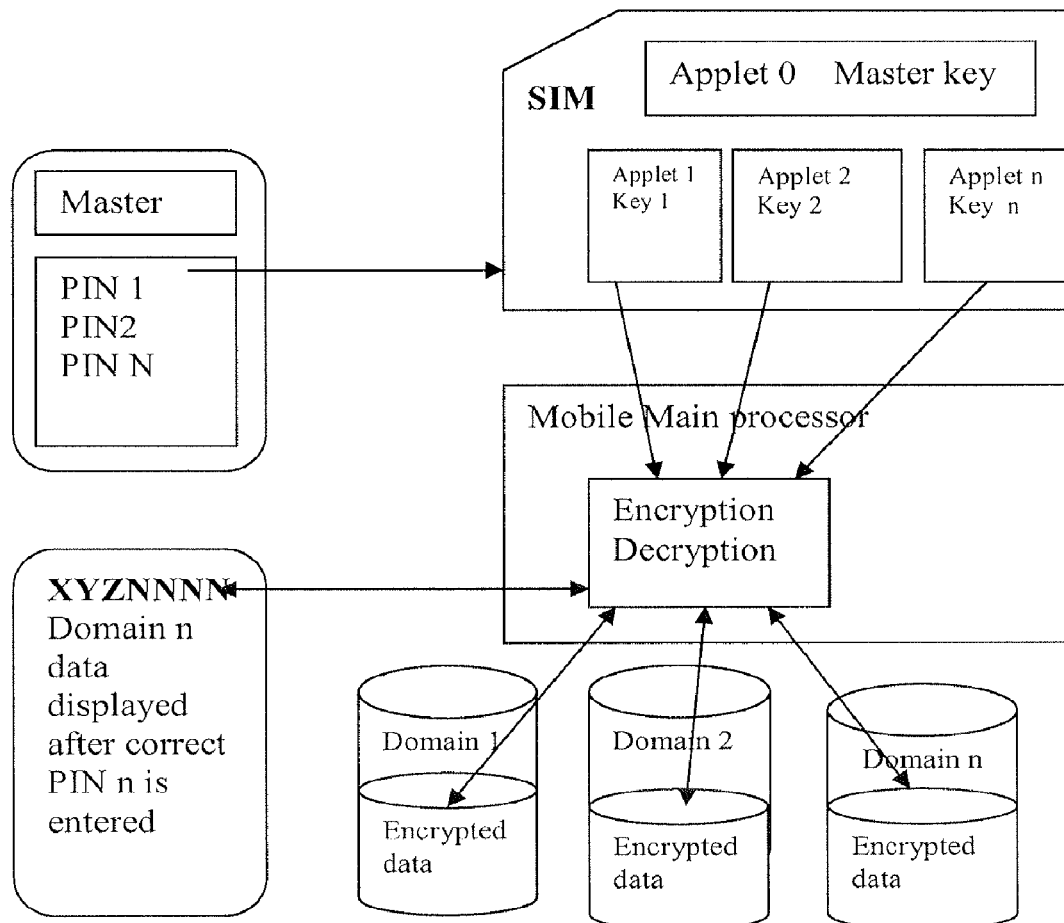 SIM
Applet 0 Master key
Applet 1
Key 1
Applet 2
Key 2
Applet n
Key n
Master
PIN 1
PIN2
PIN N
Mobile Main processor
Encryption
Decryption
XYZNNNN
Domain n
data
displayed
after correct
PIN n is
entered
Domain 1
Encrypted
data
Domain 2
Encrypted
data
Domain n
Encrypted
data